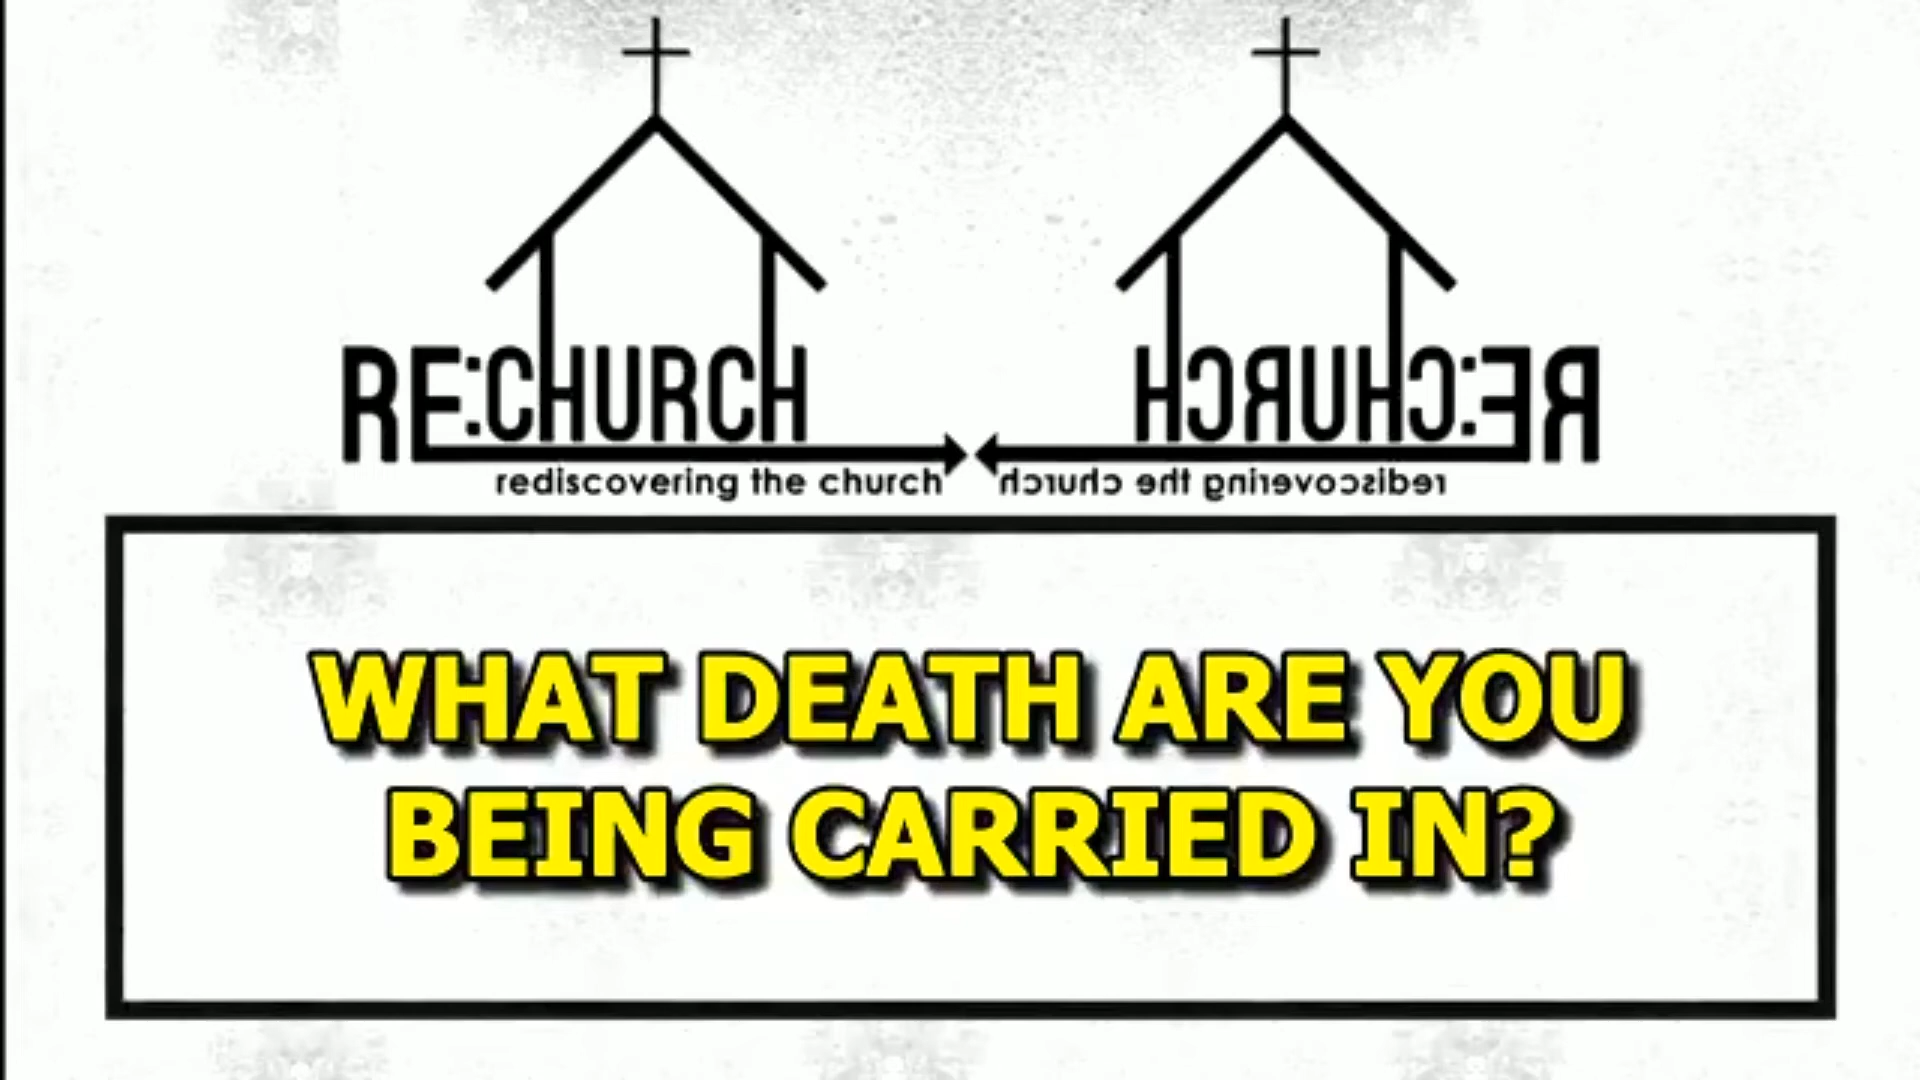 RE:CHURCH RE:CHURCH
rediscovering the church rediscovering the church
WHAT DEATH ARE YOU
BEING CARRIED IN?